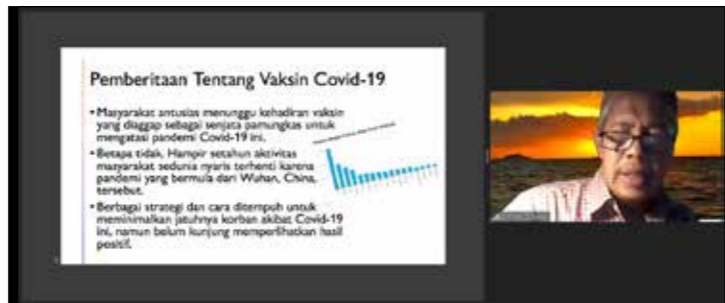 Pemberitaan Tentang Vaksin Covid-19
• Masyarakat antusias menunggu kehadiran vaksin
yang diaggap sebagai senjata pamungkas untuk
mengatasi pandemi Covid-19 ini.
• Betapa tidak. Hampir setahun aktivitas
masyarakat sedunia nyaris terhenti karena
pandemi yang bermula dari Wuhan, China,
tersebut.
• Berbagai strategi dan cara ditempuh untuk
meminimalkan jatuhnya korban akibat Covid-19
ini, namun belum kunjung memperlihatkan hasil
positif.